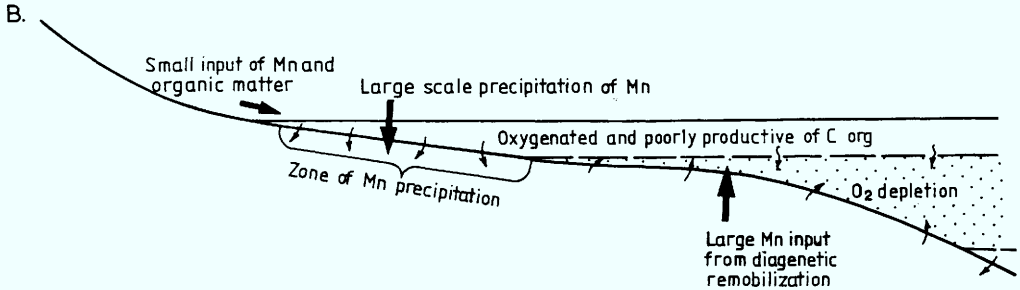 B.
Small input of Mn and
organic matter
Large scale precipitation of Mn
Oxygenated and poorly productive of C org
Zone of Mn precipitation
O₂ depletion
Large Mn input
from diagenetic
remobilization